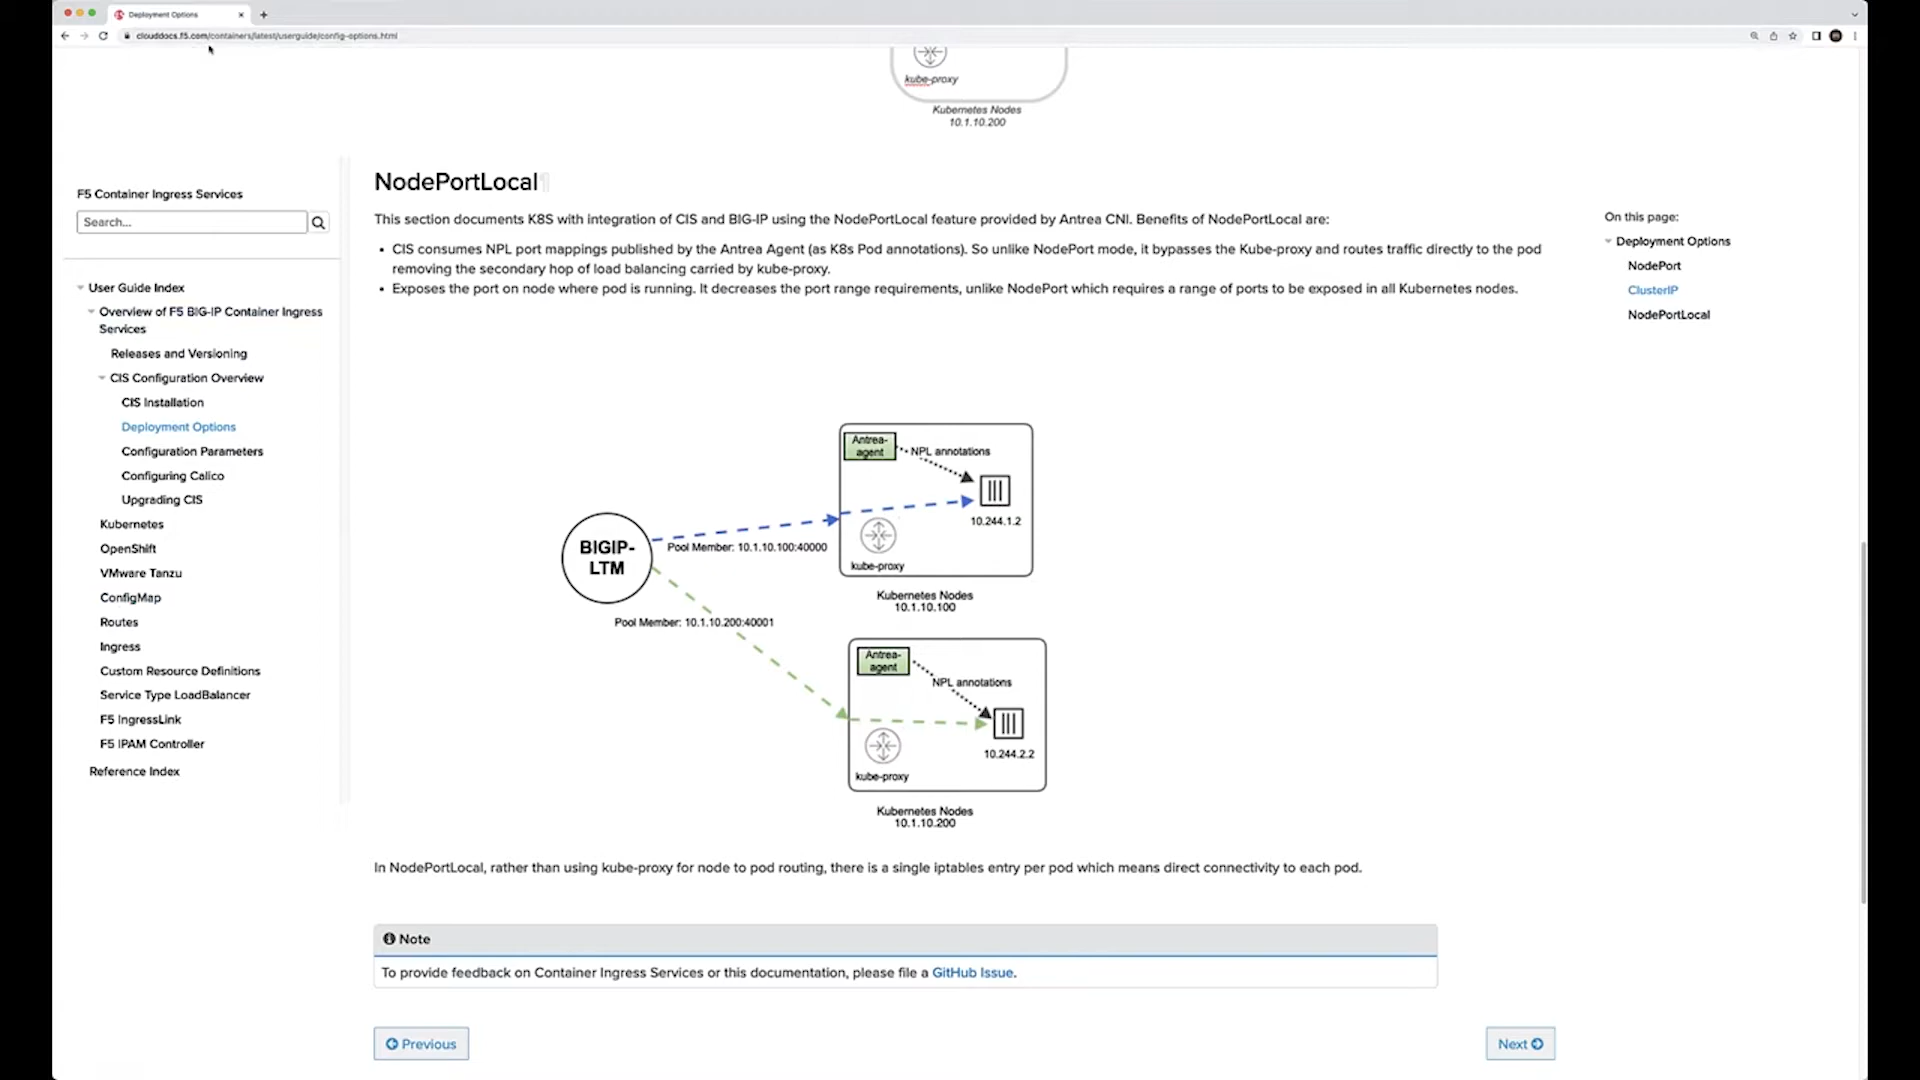 Deployment Options
clouddocs.f5.com/containers/latest/userguide/config-options.html
kube-proxy
Kubernetes Nodes
10.1.10.200
F5 Container Ingress Services
Search...
User Guide Index
Overview of F5 BIG-IP Container Ingress
Services
Releases and Versioning
CIS Configuration Overview
CIS Installation
Deployment Options
Configuration Parameters
Configuring Calico
Upgrading CIS
Kubernetes
OpenShift
VMware Tanzu
ConfigMap
Routes
Ingress
Custom Resource Definitions
Service Type LoadBalancer
F5 IngressLink
F5 IPAM Controller
Reference Index
NodePortLocal¶
This section documents K8S with integration of CIS and BIG-IP using the NodePortLocal feature provided by Antrea CNI. Benefits of NodePortLocal are:
• CIS consumes NPL port mappings published by the Antrea Agent (as K8s Pod annotations). So unlike NodePort mode, it bypasses the Kube-proxy and routes traffic directly to the pod
removing the secondary hop of load balancing carried by kube-proxy.
• Exposes the port on node where pod is running. It decreases the port range requirements, unlike NodePort which requires a range of ports to be exposed in all Kubernetes nodes.
Antrea-
agent
NPL annotations
10.244.1.2
BIGIP-
LTM
Pool Member: 10.1.10.100:40000
kube-proxy
Kubernetes Nodes
10.1.10.100
Pool Member: 10.1.10.200:40001
Antrea-
agent
NPL annotations
10.244.2.2
kube-proxy
Kubernetes Nodes
10.1.10.200
In NodePortLocal, rather than using kube-proxy for node to pod routing, there is a single iptables entry per pod which means direct connectivity to each pod.
Note
To provide feedback on Container Ingress Services or this documentation, please file a GitHub Issue.
Previous
Next
On this page:
Deployment Options
NodePort
ClusterIP
NodePortLocal